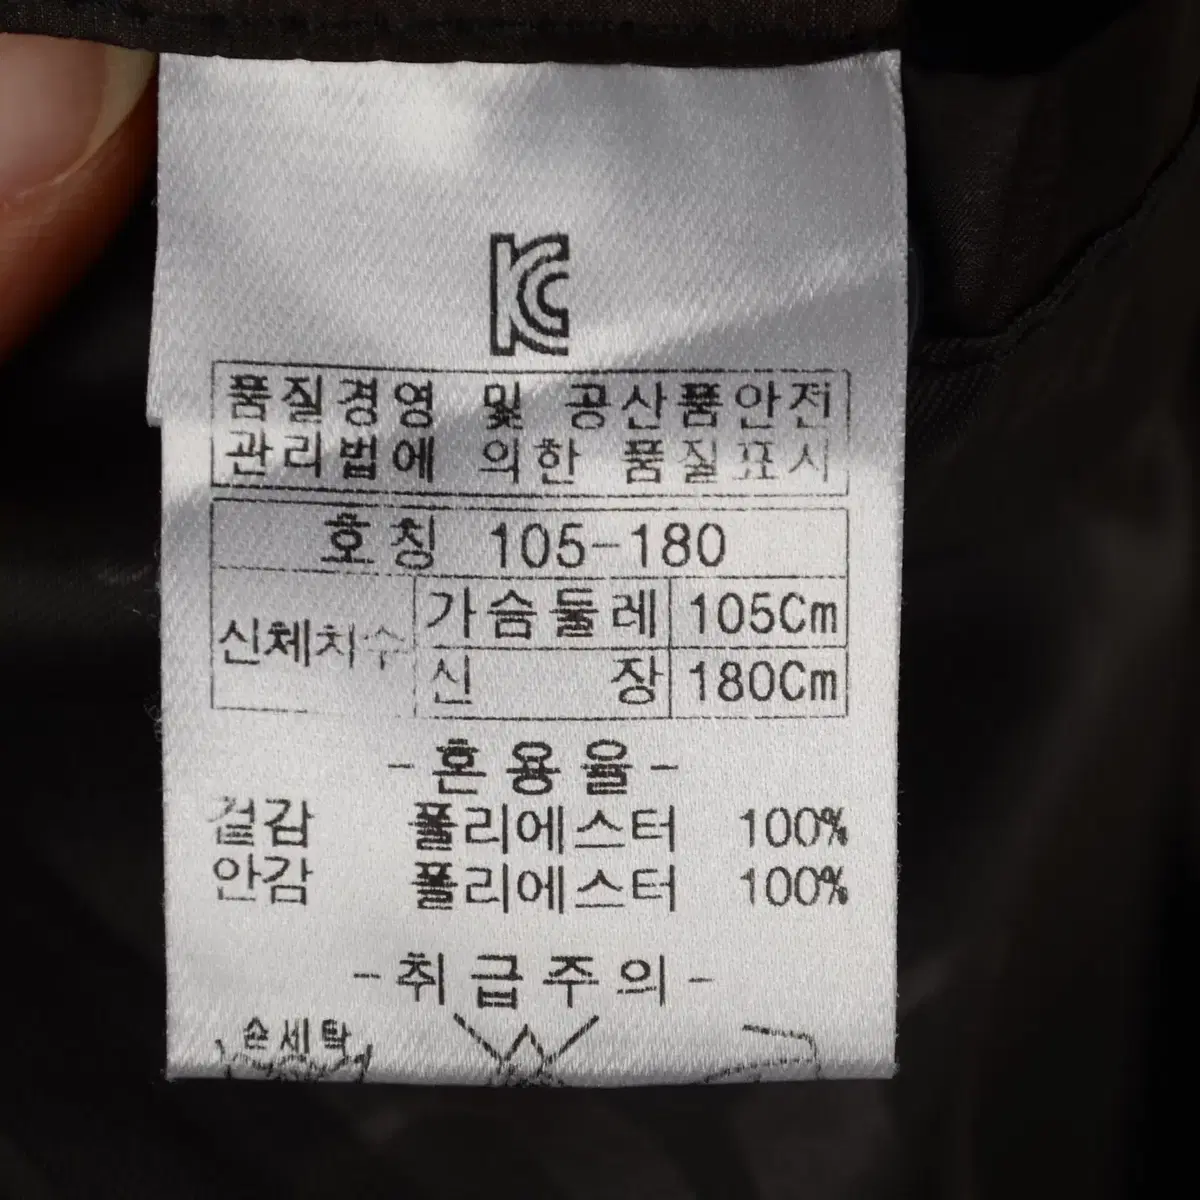 KC
품질경영 및 공산품안전
관리법에 의한 품질표시
호칭 105-180
신체치수 가슴둘레 105Cm
신장 180Cm
-혼용율-
겉감 폴리에스터 100%
안감 폴리에스터 100%
-취급주의-
손세탁